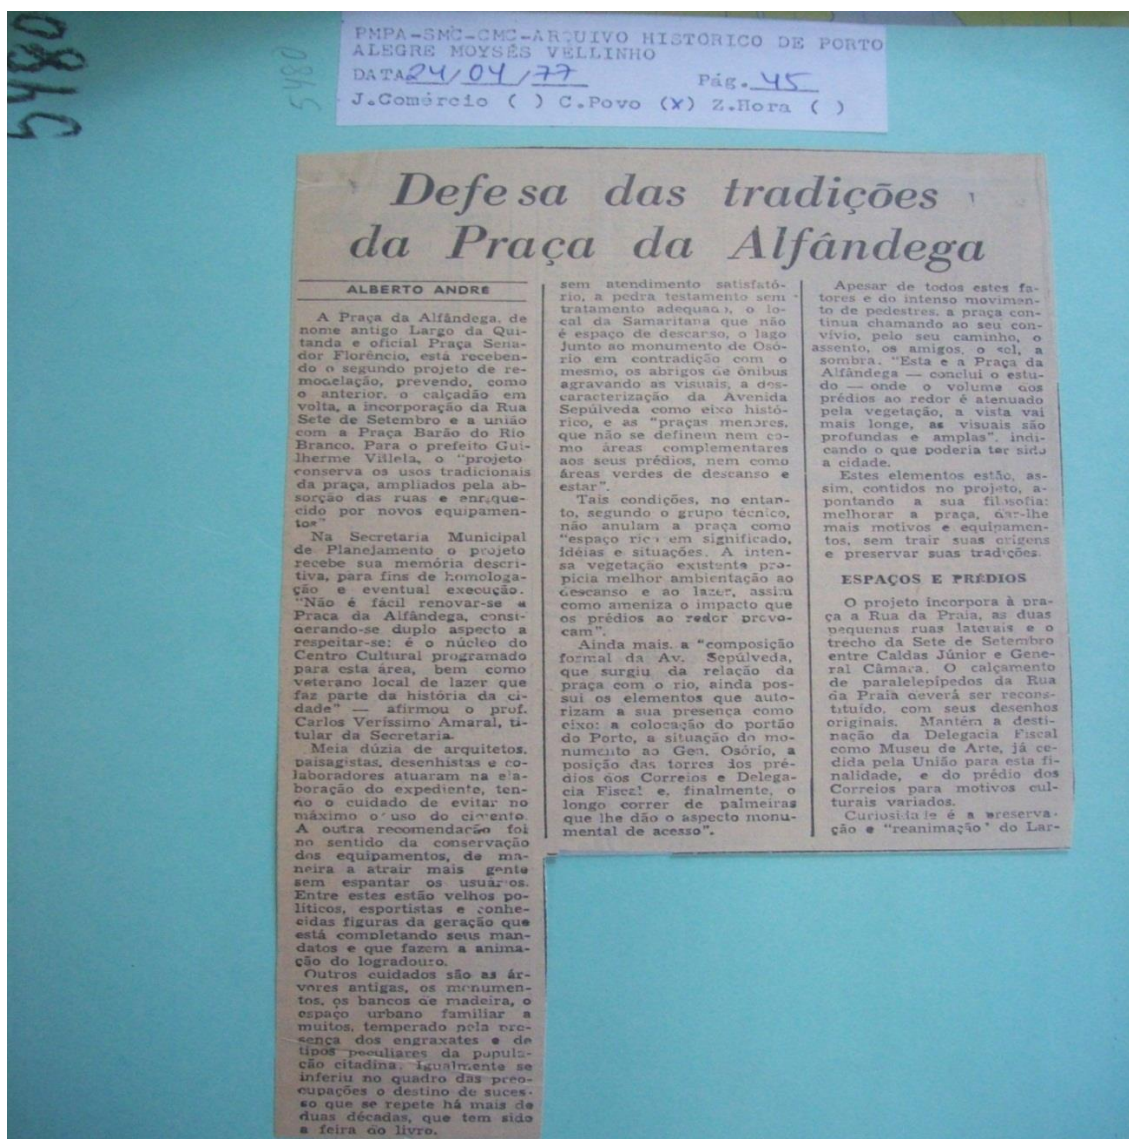 5480
5480
PMPA-SMC-CMC-ARQUIVO HISTÓRICO DE PORTO
ALEGRE MOYSÉS VELLINHO
DATA 24/04/77 Pág. 45
J.Comércio ( ) C.Povo (x) Z.Hora ( )
Defesa das tradições
da Praça da Alfândega
ALBERTO ANDRÉ
A Praça da Alfândega, de
nome antigo Largo da Qui-
tanda e oficial Praça Sena-
dor Florêncio, está receben-
do o segundo projeto de re-
modelação, prevendo, como
o anterior, o calçadão em
volta, a incorporação da Rua
Sete de Setembro e a união
com a Praça Barão do Rio
Branco. Para o prefeito Gui-
lherme Villela, o "projeto
conserva os usos tradicionais
da praça, ampliados pela ab-
sorção das ruas e enrique-
cido por novos equipamen-
tos"
Na Secretaria Municipal
de Planejamento o projeto
recebe sua memória descri-
tiva, para fins de homologa-
ção e eventual execução.
"Não é fácil renovar-se a
Praça da Alfândega, consi-
derando-se duplo aspecto a
respeitar-se: é o núcleo do
Centro Cultural programado
para esta área, bem como
veterano local de lazer que
faz parte da história da ci-
dade" — afirmou o prof.
Carlos Veríssimo Amaral, ti-
tular da Secretaria.
Meia dúzia de arquitetos,
paisagistas, desenhistas e co-
laboradores atuaram na ela-
boração do expediente, ten-
do o cuidado de evitar no
máximo o uso do cimento.
A outra recomendação foi
no sentido da conservação
dos equipamentos, de ma-
neira a atrair mais gente
sem espantar os usuários.
Entre estes estão velhos po-
líticos, esportistas e conhe-
cidas figuras da geração que
está completando seus man-
datos e que fazem a anima-
ção do logradouro.
Outros cuidados são as ár-
vores antigas, os monumen-
tos, os bancos de madeira, o
espaço urbano familiar a
muitos, temperado pela pre-
sença dos engraxates e de
tipos peculiares da popula-
ção citadina. Igualmente se
inferiu no quadro das preo-
cupações o destino de suces-
so que se repete há mais de
duas décadas, que tem sido
a feira do livro.
sem atendimento satisfató-
rio, a pedra testamento sem
tratamento adequado, o lo-
cal da Samaritana que não
é espaço de descanso, o lago
junto ao monumento de Osó-
rio em contradição com o
mesmo, os abrigos de ônibus
agravando as visuais, a des-
caracterização da Avenida
Sepúlveda como eixo histó-
rico, e as "praças menores,
que não se definem nem co-
mo áreas complementares
aos seus prédios, nem como
áreas verdes de descanso e
estar".
Tais condições, no entan-
to, segundo o grupo técnico,
não anulam a praça como
"espaço rico em significado,
idéias e situações. A inten-
sa vegetação existente pro-
picia melhor ambientação ao
descanso e ao lazer, assim
como ameniza o impacto que
os prédios ao redor provo-
cam".
Ainda mais, a "composição
formal da Av. Sepúlveda,
que surgiu da relação da
praça com o rio, ainda pos-
sui os elementos que auto-
rizam a sua presença como
eixo: a colocação do portão
do Porto, a situação do mo-
numento ao Gen. Osório, a
posição das torres dos pré-
dios dos Correios e Delega-
cia Fiscal e, finalmente, o
longo correr de palmeiras
que lhe dão o aspecto monu-
mental de acesso".
Apesar de todos estes fa-
tores e do intenso movimen-
to de pedestres, a praça con-
tinua chamando ao seu con-
vívio, pelo seu caminho, o
assento, os amigos, o sol, a
sombra. "Esta é a Praça da
Alfândega — conclui o estu-
do — onde o volume dos
prédios ao redor é atenuado
pela vegetação, a vista vai
mais longe, as visuais são
profundas e amplas", indi-
cando o que poderia ter sido
a cidade.
Estes elementos estão, as-
sim, contidos no projeto, a-
pontando a sua filosofia:
melhorar a praça, dar-lhe
mais motivos e equipamen-
tos, sem trair suas origens
e preservar suas tradições.
ESPAÇOS E PRÉDIOS
O projeto incorpora à pra-
ça a Rua da Praia, as duas
pequenas ruas laterais e o
trecho da Sete de Setembro
entre Caldas Júnior e Gene-
ral Câmara. O calçamento
de paralelepípedos da Rua
da Praia deverá ser recons-
tituído, com seus desenhos
originais. Mantém a desti-
nação da Delegacia Fiscal
como Museu de Arte, já ce-
dida pela União para esta fi-
nalidade, e do prédio dos
Correios para motivos cul-
turais variados.
Curiosidade é a preserva-
ção e "reanimação" do Lar-